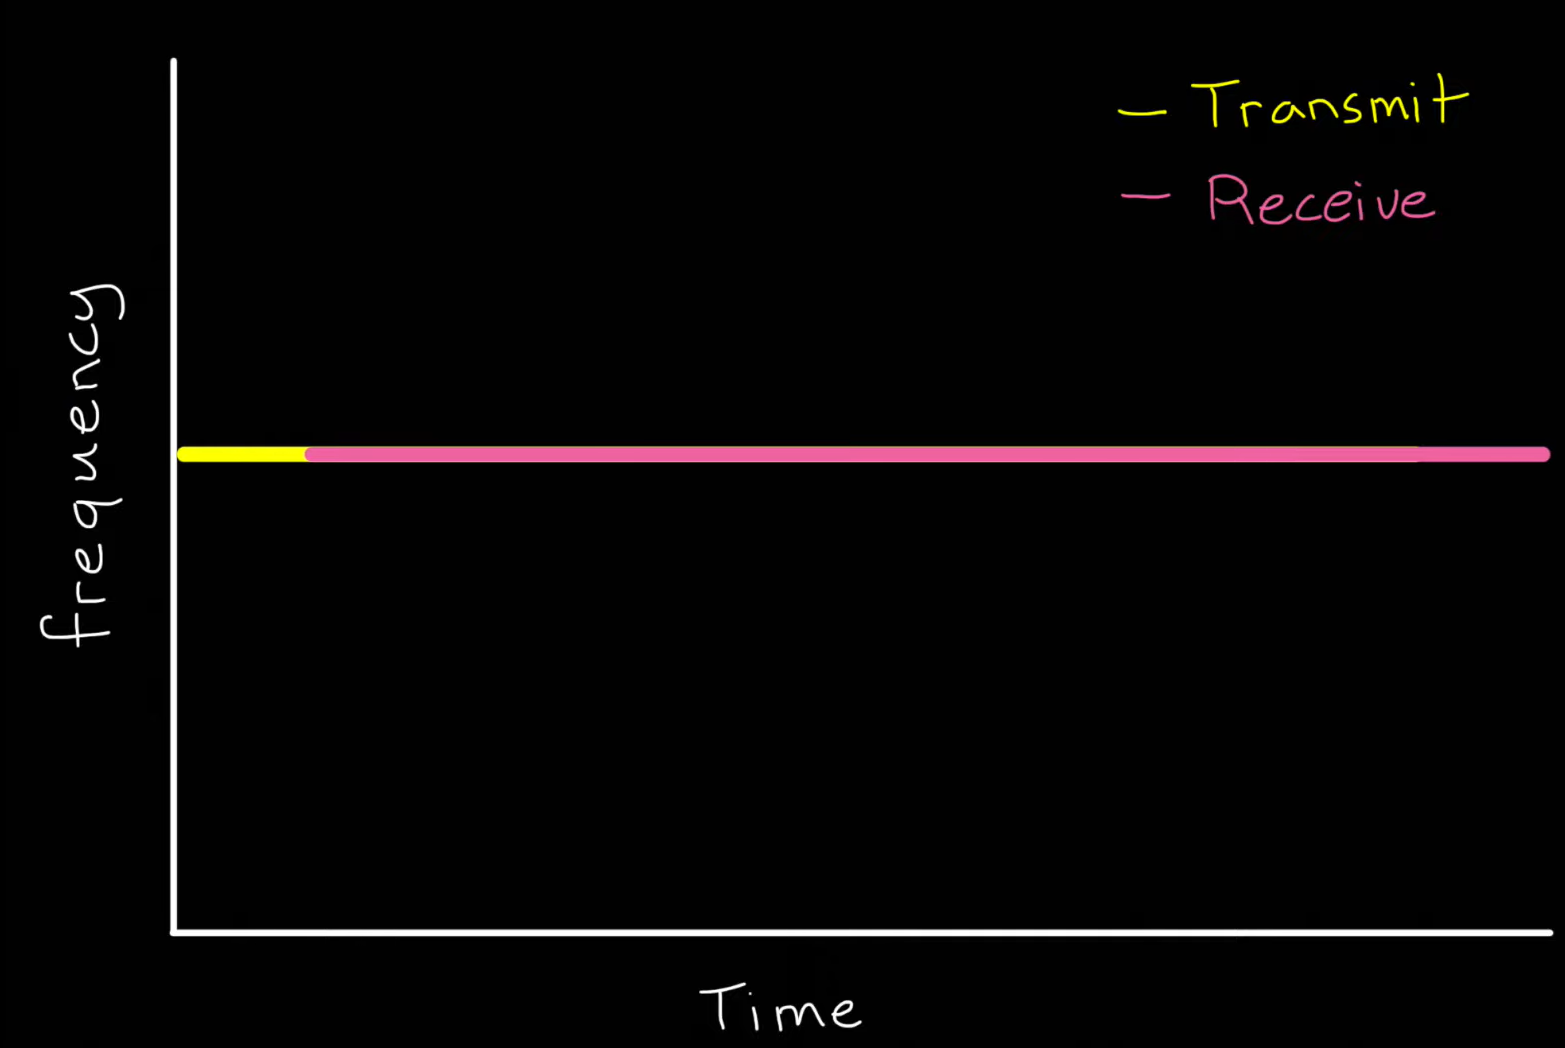 - Transmit
- Receive
frequency
Time